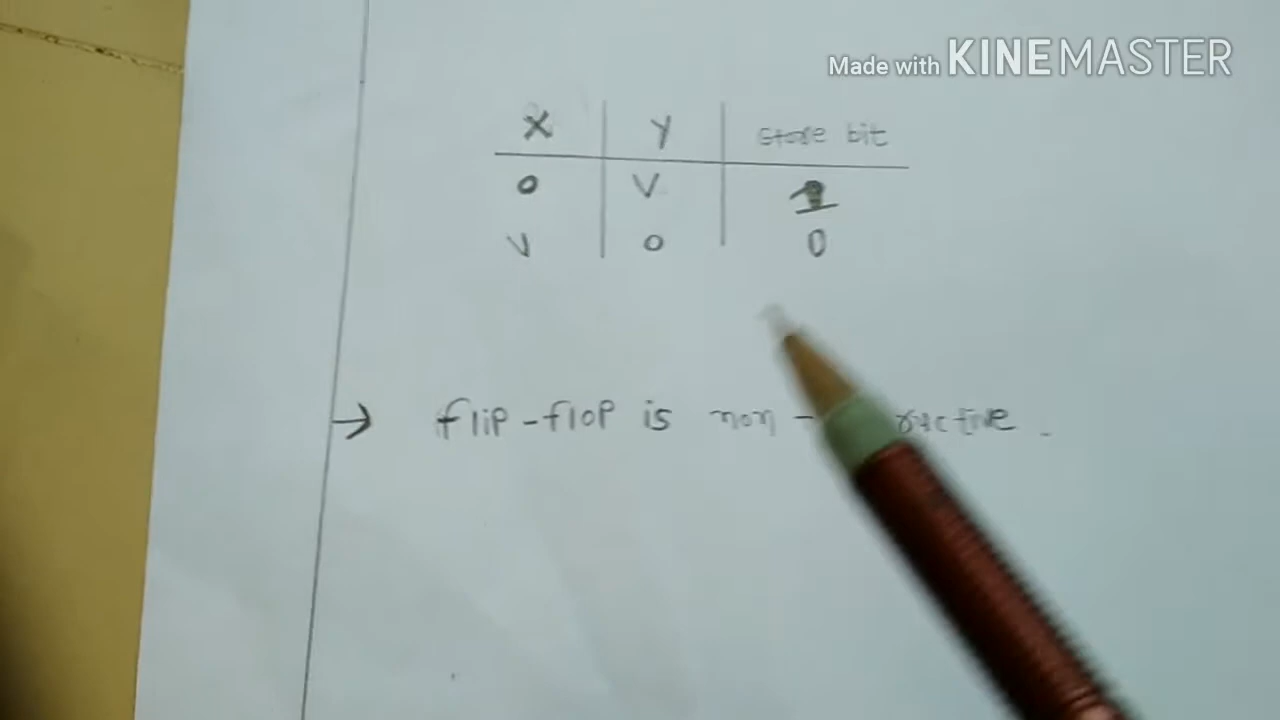 Made with KINEMASTER
X Y Store bit
0 V 1
V 0 0
→ flip-flop is non -